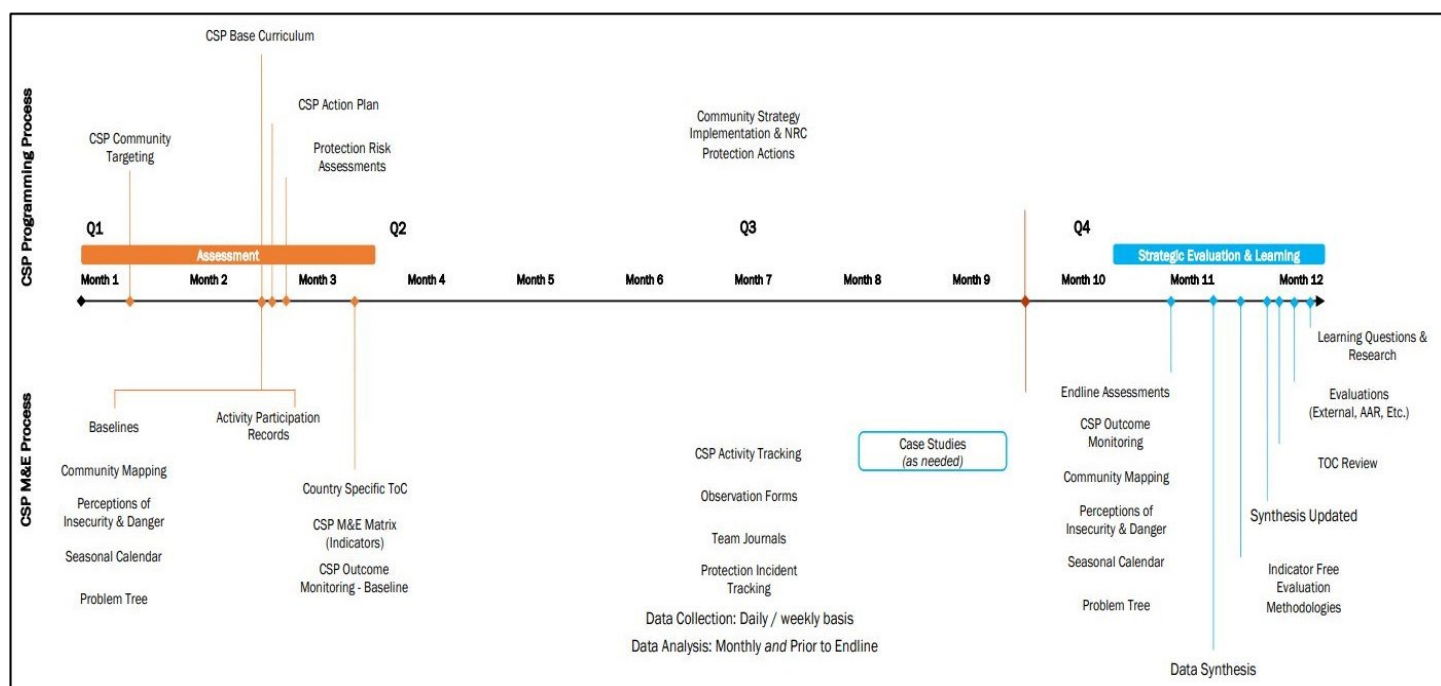 CSP Programming Process
CSP Base Curriculum
CSP Action Plan
CSP Community
Targeting
Protection Risk
Assessments
Community Strategy
Implementation & NRC
Protection Actions
Q1
Q2
Q3
Q4
Assessment
Strategic Evaluation & Learning
Month 1
Month 2
Month 3
Month 4
Month 5
Month 6
Month 7
Month 8
Month 9
Month 10
Month 11
Month 12
CSP M&E Process
Baselines
Community Mapping
Perceptions of
Insecurity & Danger
Seasonal Calendar
Problem Tree
Activity Participation
Records
Country Specific ToC
CSP M&E Matrix
(Indicators)
CSP Outcome
Monitoring - Baseline
CSP Activity Tracking
Observation Forms
Team Journals
Protection Incident
Tracking
Data Collection: Daily / weekly basis
Data Analysis: Monthly and Prior to Endline
Case Studies
(as needed)
Endline Assessments
CSP Outcome
Monitoring
Community Mapping
Perceptions of
Insecurity & Danger
Seasonal Calendar
Problem Tree
Data Synthesis
Indicator Free
Evaluation
Methodologies
Synthesis Updated
TOC Review
Evaluations
(External, AAR, Etc.)
Learning Questions &
Research